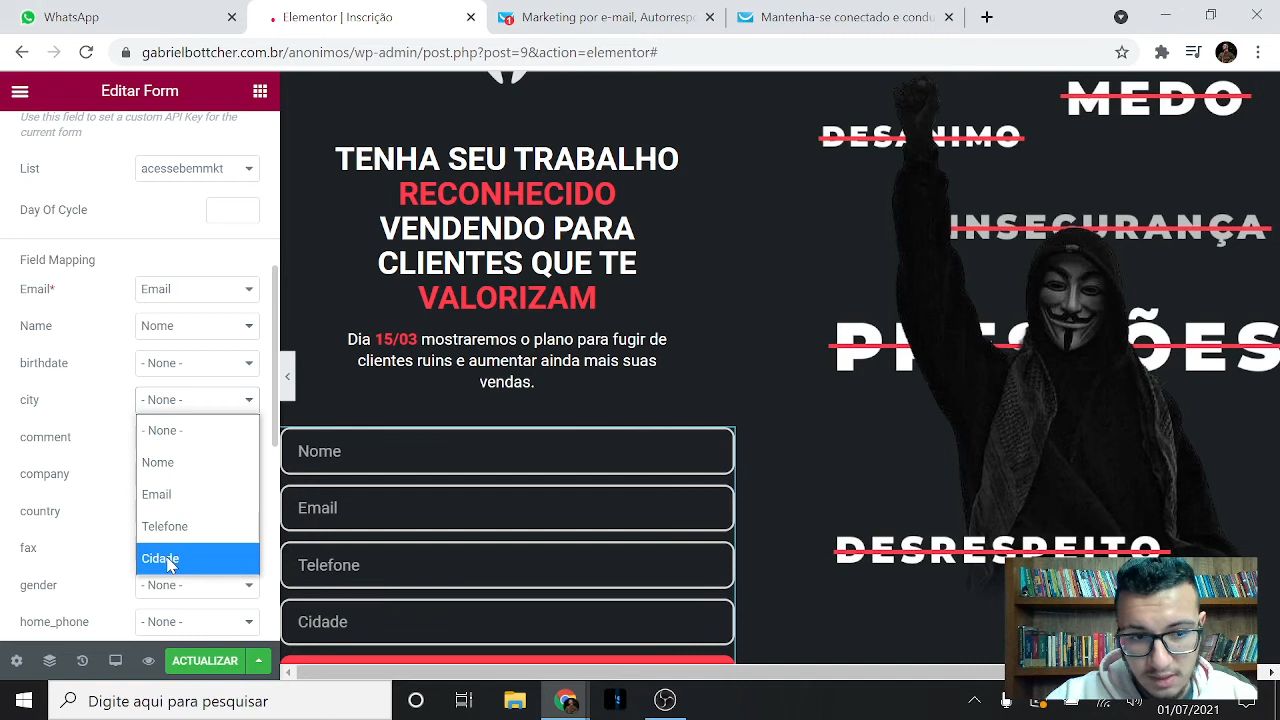 WhatsApp
Elementor | Inscrição
Marketing por e-mail, Autorresp
Mantenha-se conectado e conclu
gabrielbottcher.com.br/anonimos/wp-admin/post.php?post=9&action=elementor#
Editar Form
Use this field to set a custom API Key for the
current form
List
acessebemmkt
Day Of Cycle
Field Mapping
Email*
Email
Name
Nome
birthdate
- None -
city
- None -
comment
company
country
fax
- None -
Nome
Email
Telefone
Cidade
gender
- None -
home_phone
- None -
ACTUALIZAR
TENHA SEU TRABALHO
RECONHECIDO
VENDENDO PARA
CLIENTES QUE TE
VALORIZAM
Dia 15/03 mostraremos o plano para fugir de
clientes ruins e aumentar ainda mais suas
vendas.
Nome
Email
Telefone
Cidade
MEDO
DESANIMO
INSEGURANÇA
DESRESPEITO
Digite aqui para pesquisar
01/07/2021